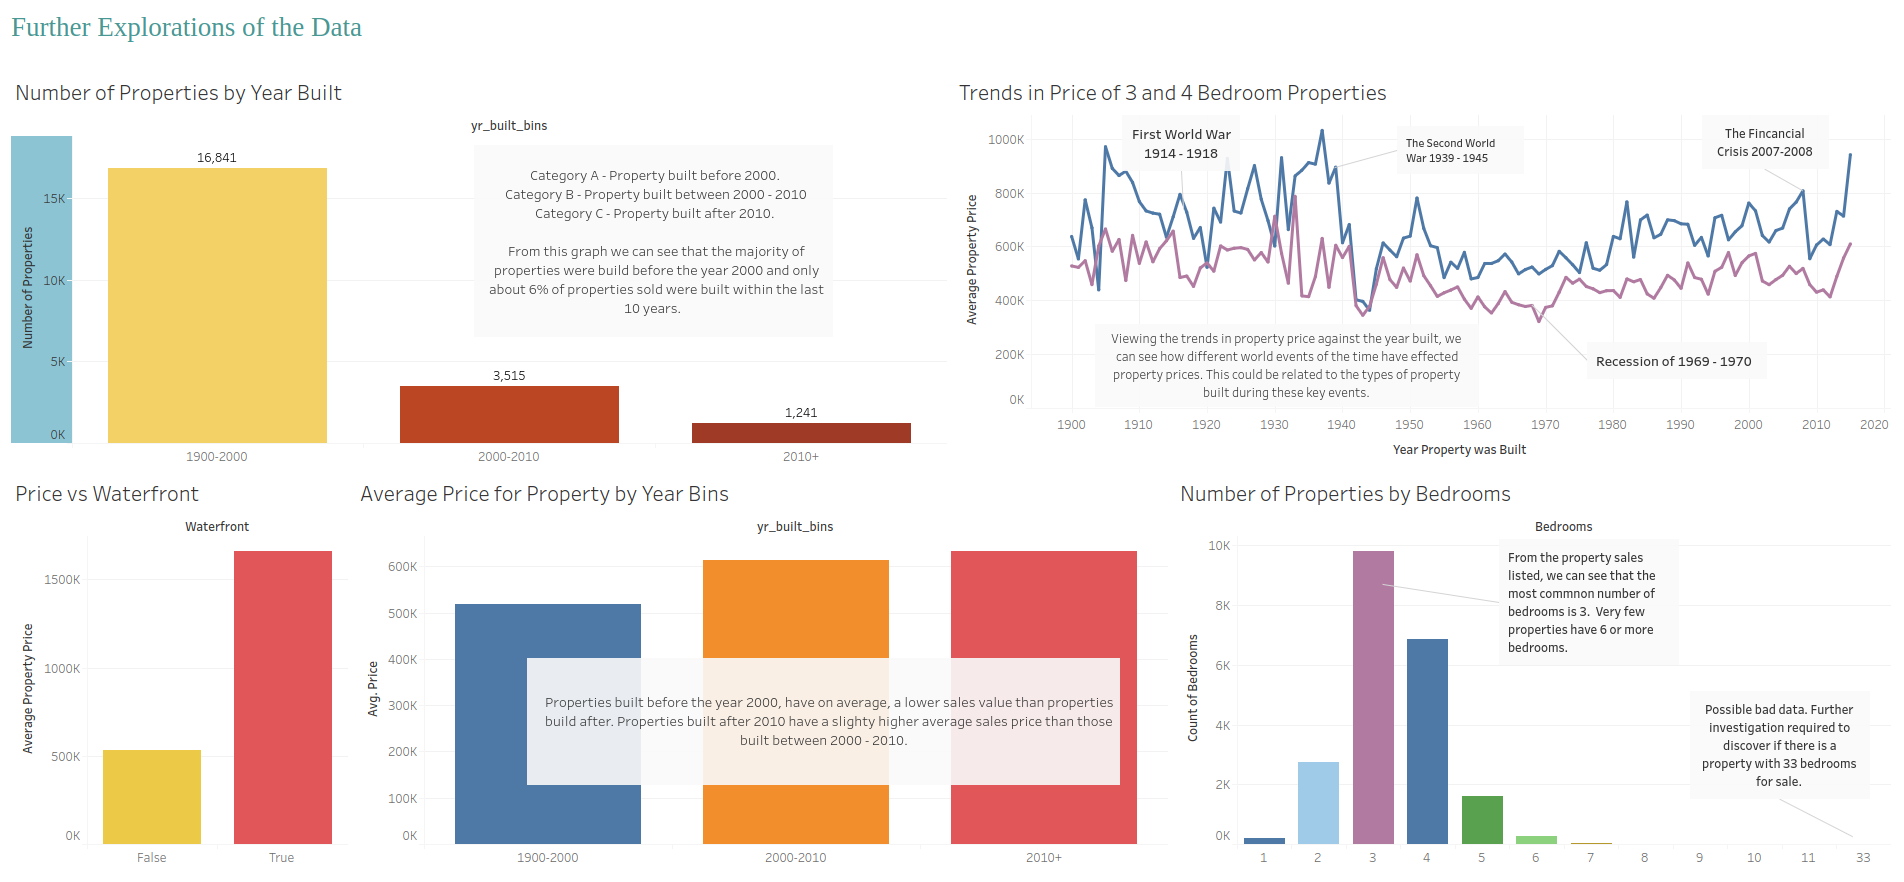 Further Explorations of the Data
Number of Properties by Year Built
yr_built_bins
Number of Properties
15K
10K
5K
0K
16,841
3,515
1,241
Category A - Property built before 2000.
Category B - Property built between 2000 - 2010
Category C - Property built after 2010.
From this graph we can see that the majority of
properties were build before the year 2000 and only
about 6% of properties sold were built within the last
10 years.
1900-2000
2000-2010
2010+
Trends in Price of 3 and 4 Bedroom Properties
Average Property Price
1000K
800K
600K
400K
200K
0K
First World War
1914 - 1918
The Second World
War 1939 - 1945
The Fincancial
Crisis 2007-2008
Recession of 1969 - 1970
Viewing the trends in property price against the year built, we
can see how different world events of the time have effected
property prices. This could be related to the types of property
built during these key events.
1900
1910
1920
1930
1940
1950
1960
1970
1980
1990
2000
2010
2020
Year Property was Built
Price vs Waterfront
Waterfront
Average Property Price
1500K
1000K
500K
0K
False
True
Average Price for Property by Year Bins
yr_built_bins
Avg. Price
600K
500K
400K
300K
200K
100K
0K
Properties built before the year 2000, have on average, a lower sales value than properties
build after. Properties built after 2010 have a slighty higher average sales price than those
built between 2000 - 2010.
1900-2000
2000-2010
2010+
Number of Properties by Bedrooms
Bedrooms
Count of Bedrooms
10K
8K
6K
4K
2K
0K
From the property sales
listed, we can see that the
most commnon number of
bedrooms is 3. Very few
properties have 6 or more
bedrooms.
Possible bad data. Further
investigation required to
discover if there is a
property with 33 bedrooms
for sale.
1
2
3
4
5
6
7
8
9
10
11
33